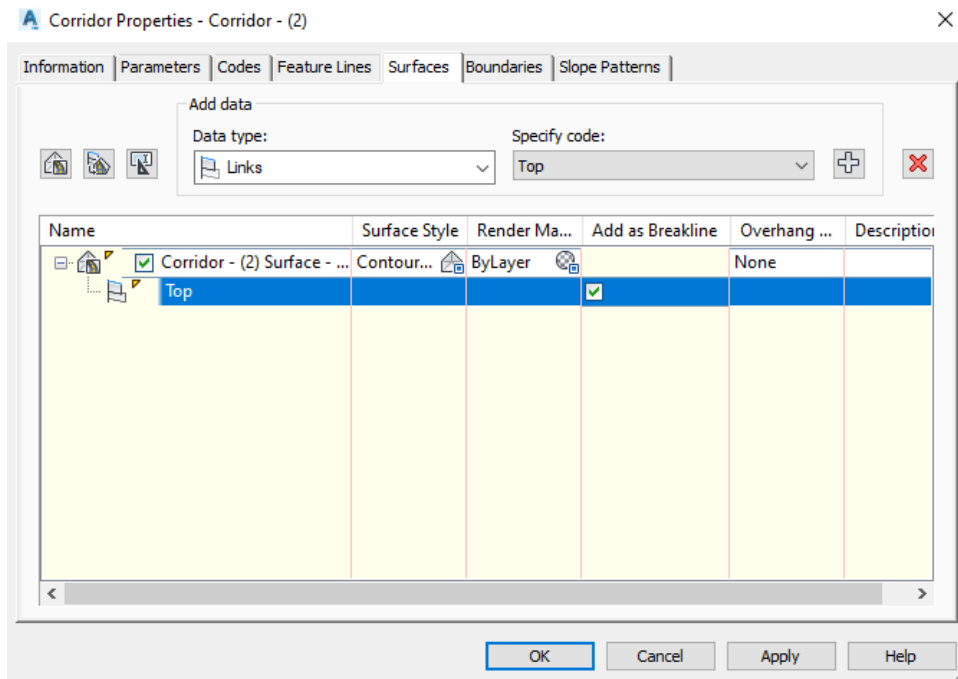 Corridor Properties - Corridor - (2)
Information Parameters Codes Feature Lines Surfaces Boundaries Slope Patterns
Add data
Data type: Specify code:
Links Top
Name Surface Style Render Ma... Add as Breakline Overhang ... Description
Corridor - (2) Surface - ... Contour... ByLayer None
Top
OK Cancel Apply Help